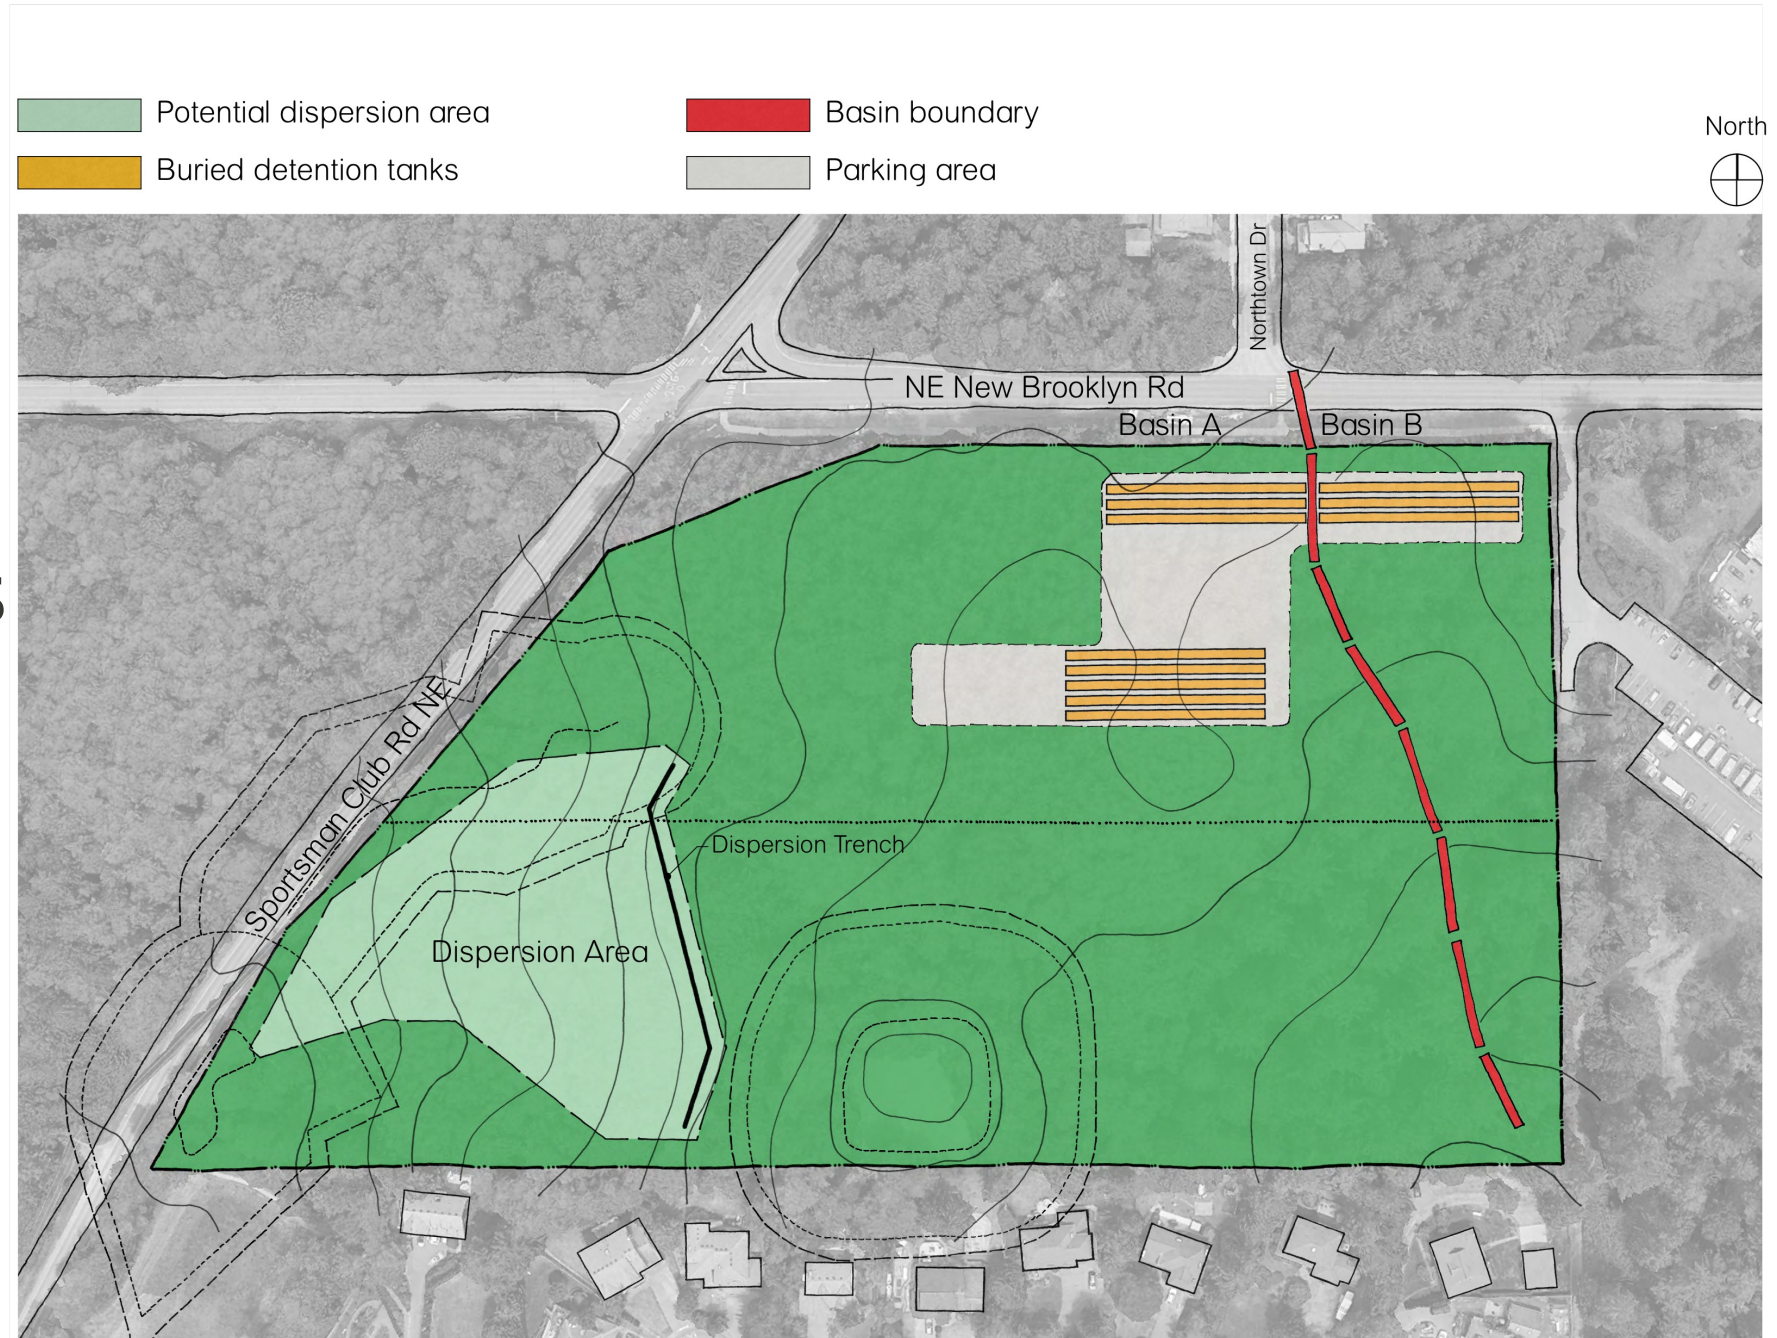 Potential dispersion area
Basin boundary
Buried detention tanks
Parking area
North
Northtown Dr
NE New Brooklyn Rd
Basin A
Basin B
Sportsman Club Rd NE
Dispersion Trench
Dispersion Area